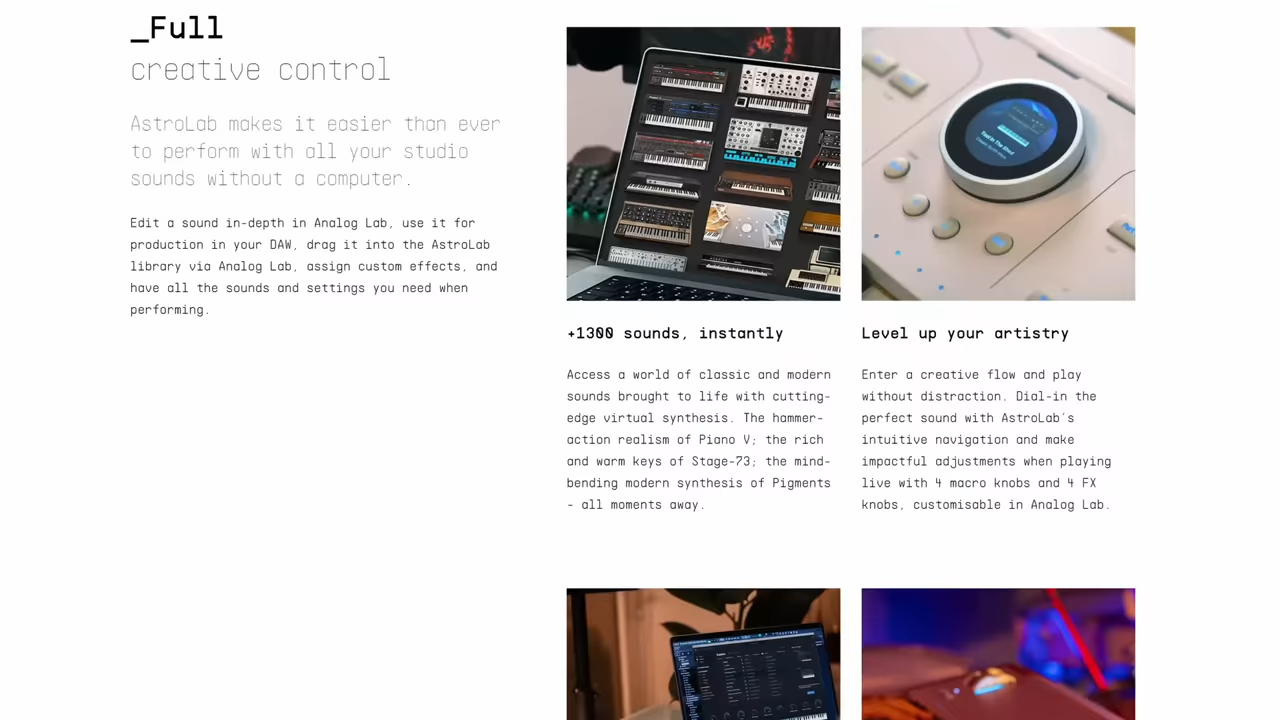 _Full
creative control
AstroLab makes it easier than ever
to perform with all your studio
sounds without a computer.
Edit a sound in-depth in Analog Lab, use it for
production in your DAW, drag it into the AstroLab
library via Analog Lab, assign custom effects, and
have all the sounds and settings you need when
performing.
+1300 sounds, instantly
Access a world of classic and modern
sounds brought to life with cutting-
edge virtual synthesis. The hammer-
action realism of Piano V; the rich
and warm keys of Stage-73; the mind-
bending modern synthesis of Pigments
- all moments away.
Level up your artistry
Enter a creative flow and play
without distraction. Dial-in the
perfect sound with AstroLab's
intuitive navigation and make
impactful adjustments when playing
live with 4 macro knobs and 4 FX
knobs, customisable in Analog Lab.